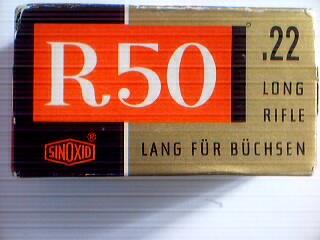 R50
.22
LONG
RIFLE
SINOXID
LANG FÜR BÜCHSEN